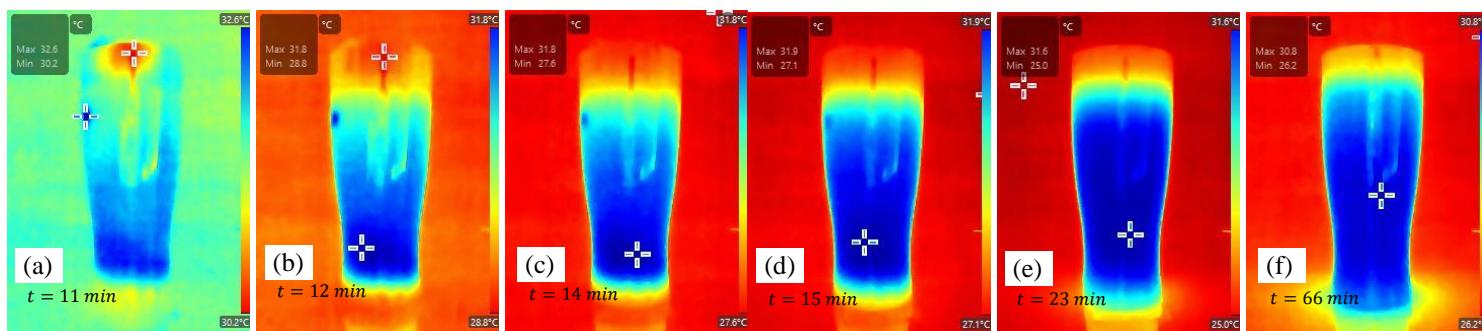 32.6°C
°C
Max 32.6
Min 30.2
(a)
t = 11 min
30.2°C
31.8°C
°C
Max 31.8
Min 28.8
(b)
t = 12 min
28.8°C
31.8°C
°C
Max 31.8
Min 27.6
(c)
t = 14 min
27.6°C
31.9°C
°C
Max 31.9
Min 27.1
(d)
t = 15 min
27.1°C
31.6°C
°C
Max 31.6
Min 25.0
(e)
t = 23 min
25.0°C
30.8°C
°C
Max 30.8
Min 26.2
(f)
t = 66 min
26.2°C